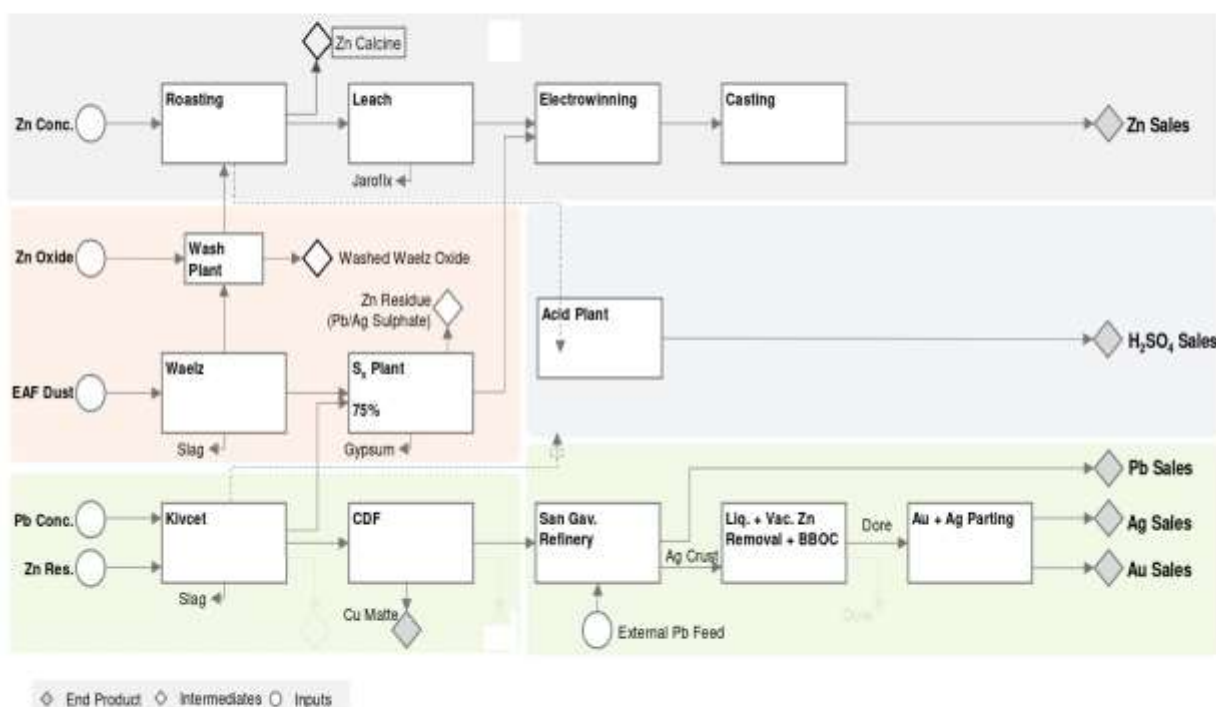 Zn Calcine
Roasting
Leach
Electrowinning
Casting
Zn Conc.
Zn Sales
Jarofix
Zn Oxide
Wash
Plant
Washed Waelz Oxide
Zn Residue
(Pb/Ag Sulphate)
Acid Plant
H₂SO₄ Sales
Waelz
Sₓ Plant
EAF Dust
75%
Slag
Gypsum
Pb Sales
Pb Conc.
Kivcet
CDF
San Gav.
Refinery
Liq. + Vac. Zn
Removal + BBOC
Dore
Au + Ag Parting
Ag Sales
Ag Crust
Zn Res.
Au Sales
Slag
Cu Matte
Dore
External Pb Feed
End Product
Intermediates
Inputs